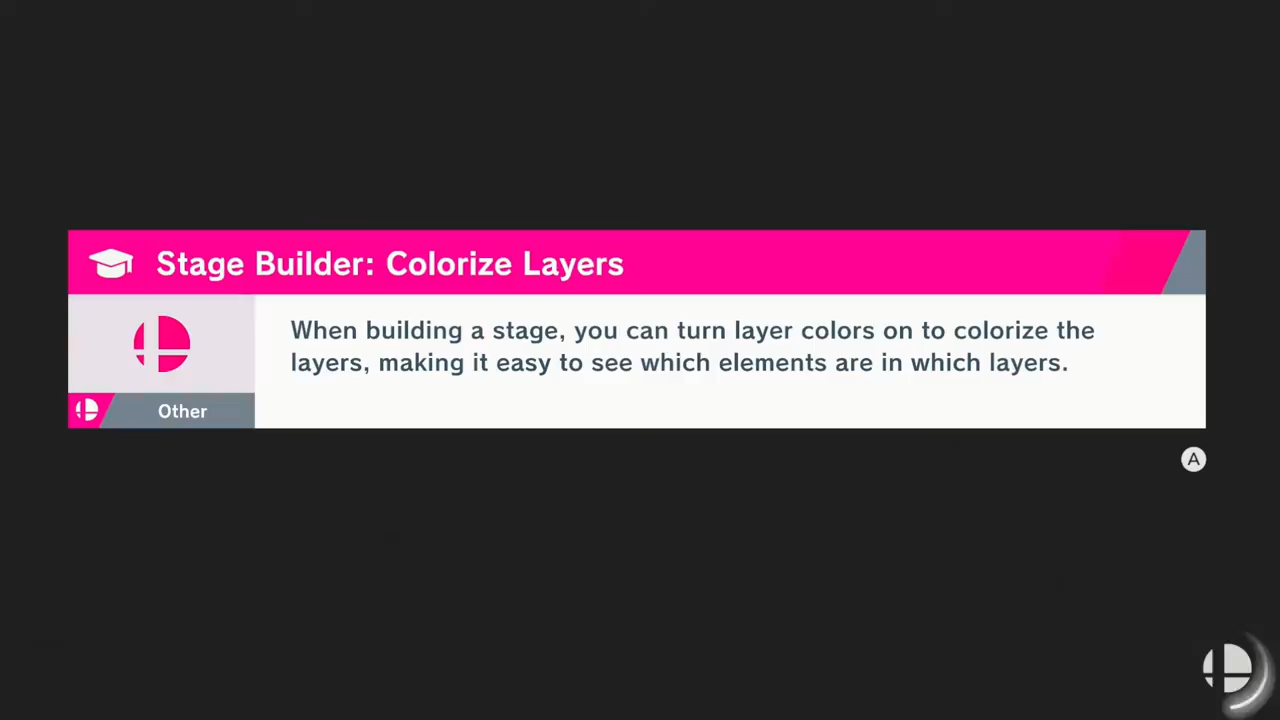 Stage Builder: Colorize Layers
When building a stage, you can turn layer colors on to colorize the
layers, making it easy to see which elements are in which layers.
Other
A